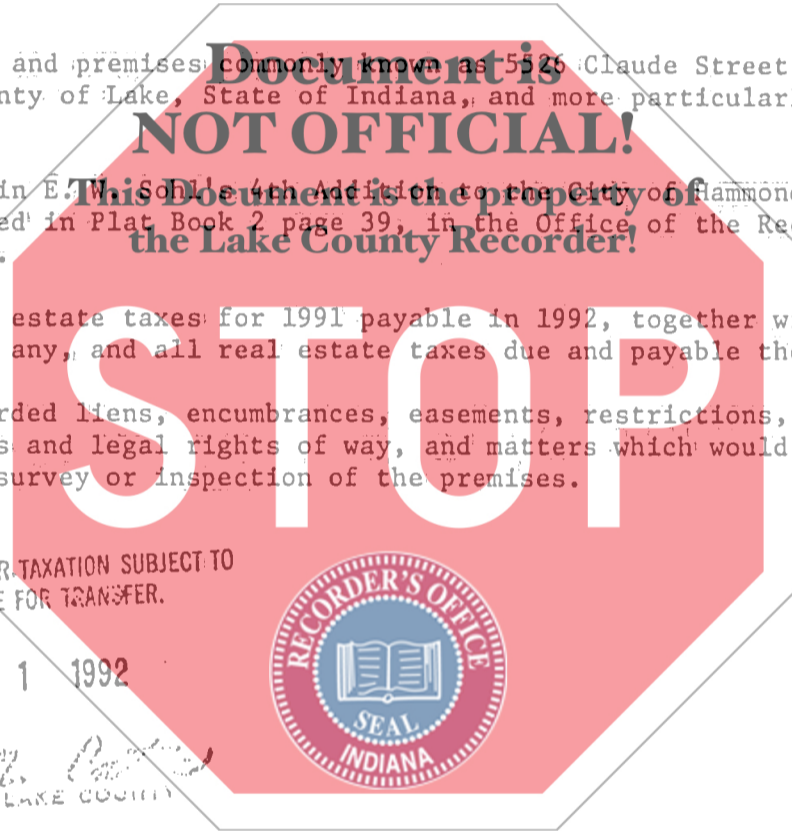 Document is
NOT OFFICIAL!
This Document is the property of
the Lake County Recorder!
STOP
and premises commonly known as 5526 Claude Street
nty of Lake, State of Indiana, and more particularl
in E. W. Sohl's 4th Addition to the City of Hammon
ed in Plat Book 2 page 39, in the Office of the Re
.
estate taxes for 1991 payable in 1992, together w
any, and all real estate taxes due and payable the
rded liens, encumbrances, easements, restrictions,
s and legal rights of way, and matters which would
survey or inspection of the premises.
R TAXATION SUBJECT TO
E FOR TRANSFER.
1 1992
LAKE COUNTY
RECORDER'S OFFICE
SEAL
INDIANA